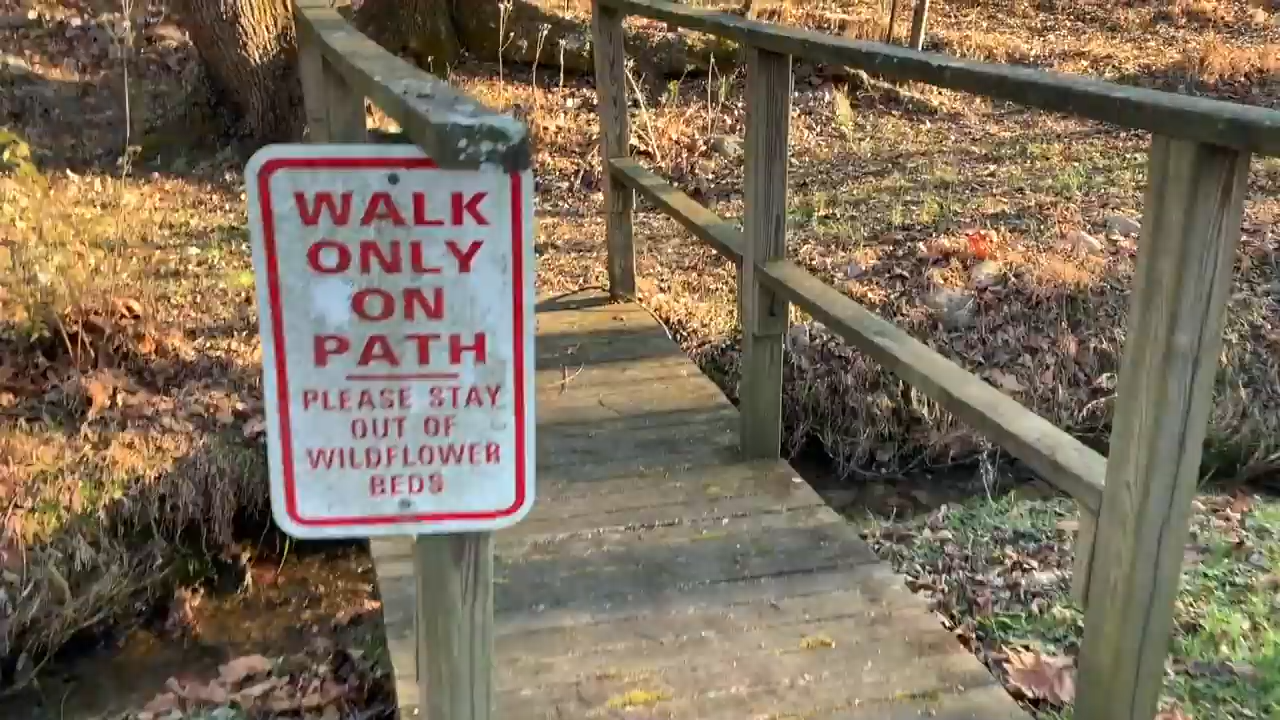 WALK
ONLY
ON
PATH
PLEASE STAY
OUT OF
WILDFLOWER
BEDS